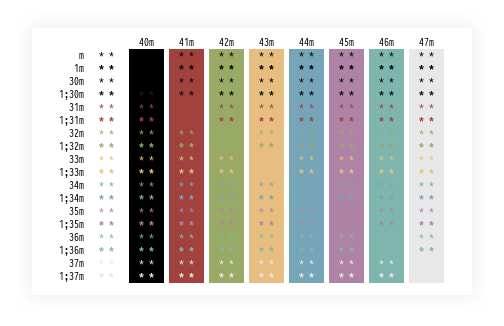 40m 41m 42m 43m 44m 45m 46m 47m
m * * * * * * * * * * * * * * * *
1m * * * * * * * * * * * * * * * *
30m * * * * * * * * * * * * * * * *
1;30m * * * * * * * * * * * * * * * *
31m * * * * * * * * * * * * * * * *
1;31m * * * * * * * * * * * * * * * *
32m * * * * * * * * * * * * * * * *
1;32m * * * * * * * * * * * * * * * *
33m * * * * * * * * * * * * * * * *
1;33m * * * * * * * * * * * * * * * *
34m * * * * * * * * * * * * * * * *
1;34m * * * * * * * * * * * * * * * *
35m * * * * * * * * * * * * * * * *
1;35m * * * * * * * * * * * * * * * *
36m * * * * * * * * * * * * * * * *
1;36m * * * * * * * * * * * * * * * *
37m * * * * * * * * * * * * * * * *
1;37m * * * * * * * * * * * * * * * *